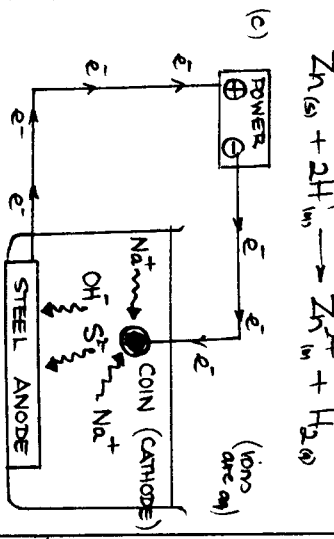 Zn(s) + 2H⁺(aq) → Zn²⁺(aq) + H₂(g)
(c)
POWER
⊕ ⊖
e⁻ e⁻
e⁻ e⁻
e⁻ e⁻
e⁻
(ions are aq)
Na⁺
COIN (CATHODE)
OH⁻ S²⁻ Na⁺
STEEL ANODE